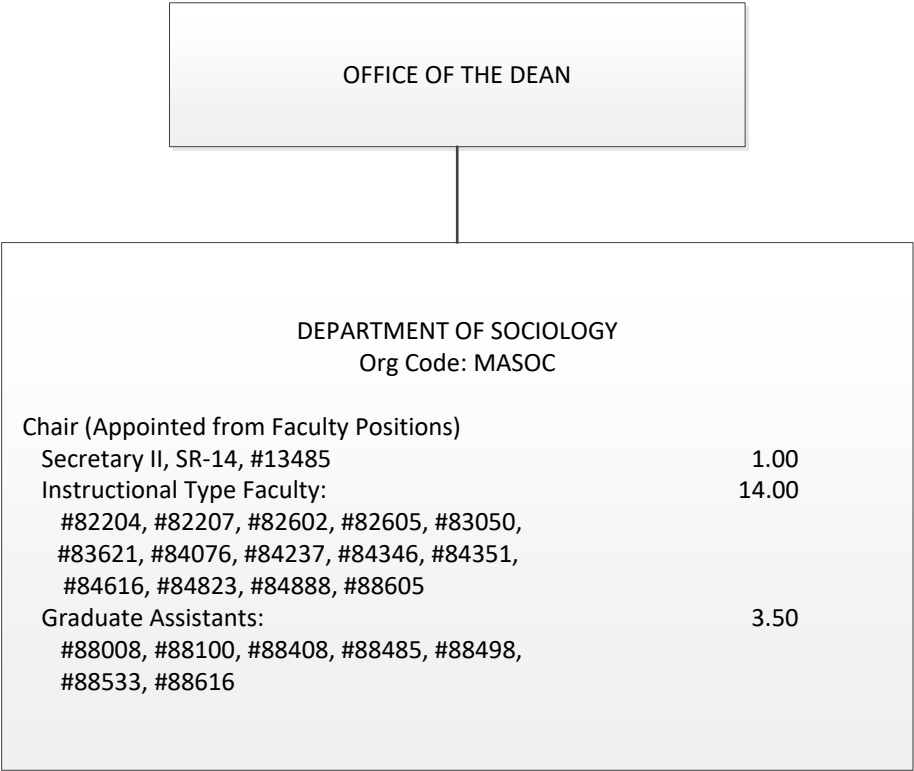 OFFICE OF THE DEAN
DEPARTMENT OF SOCIOLOGY
Org Code: MASOC
Chair (Appointed from Faculty Positions)
Secretary II, SR-14, #13485 1.00
Instructional Type Faculty: 14.00
#82204, #82207, #82602, #82605, #83050,
#83621, #84076, #84237, #84346, #84351,
#84616, #84823, #84888, #88605
Graduate Assistants: 3.50
#88008, #88100, #88408, #88485, #88498,
#88533, #88616